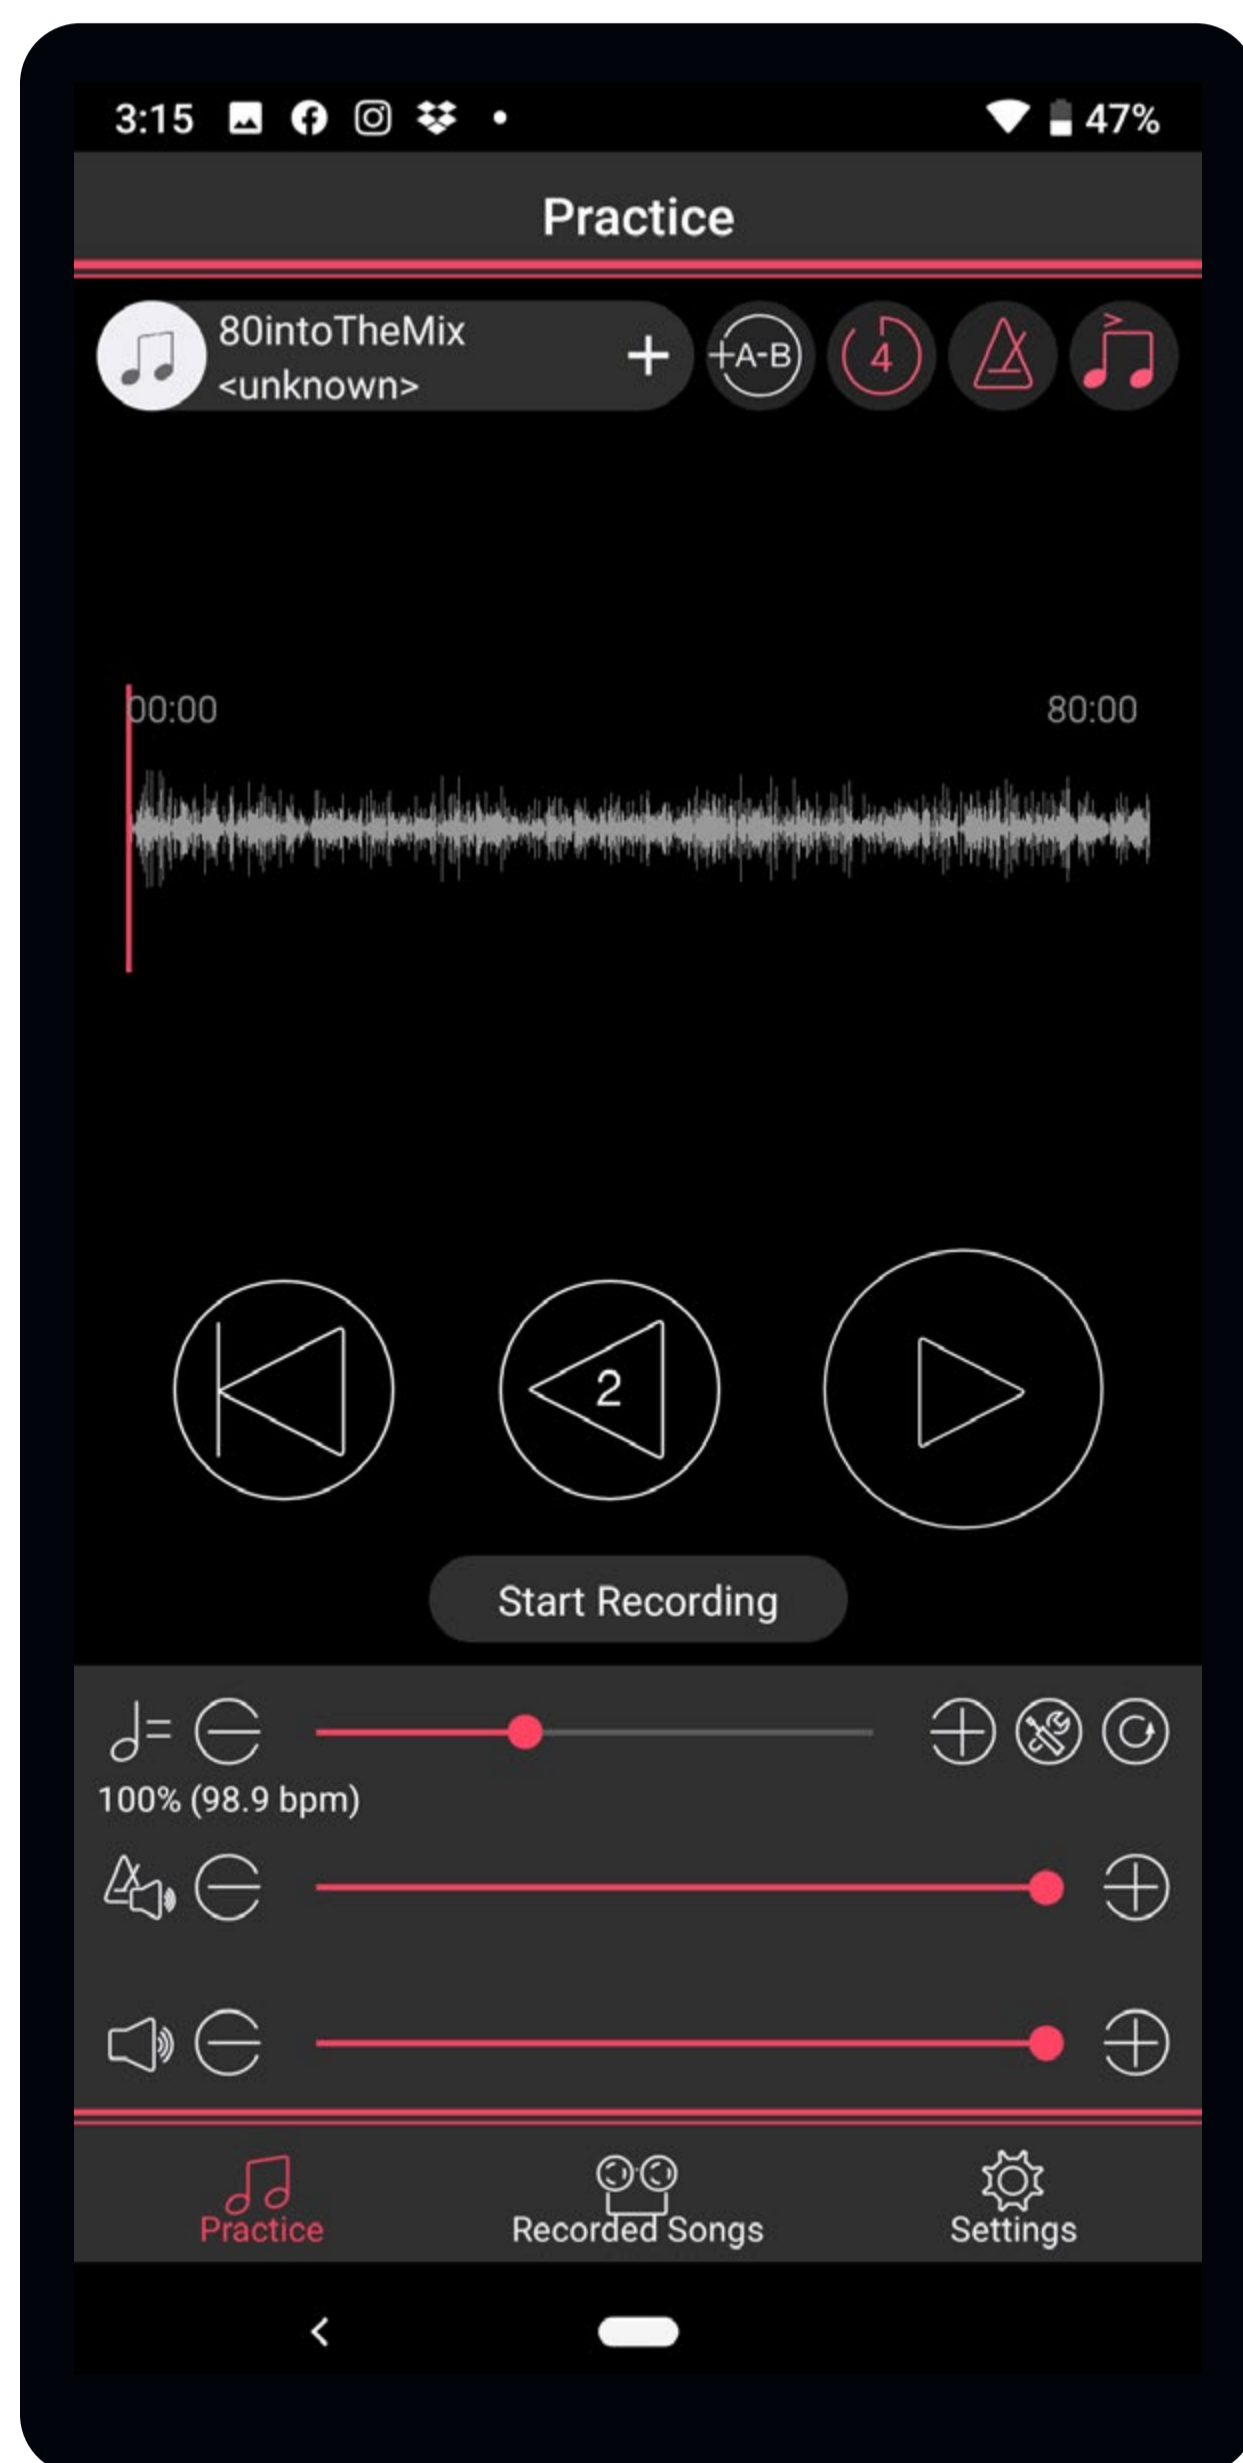 3:15 47%
Practice
80intoTheMix
<unknown>
+A-B
4
00:00 80:00
2
Start Recording
100% (98.9 bpm)
Practice Recorded Songs Settings